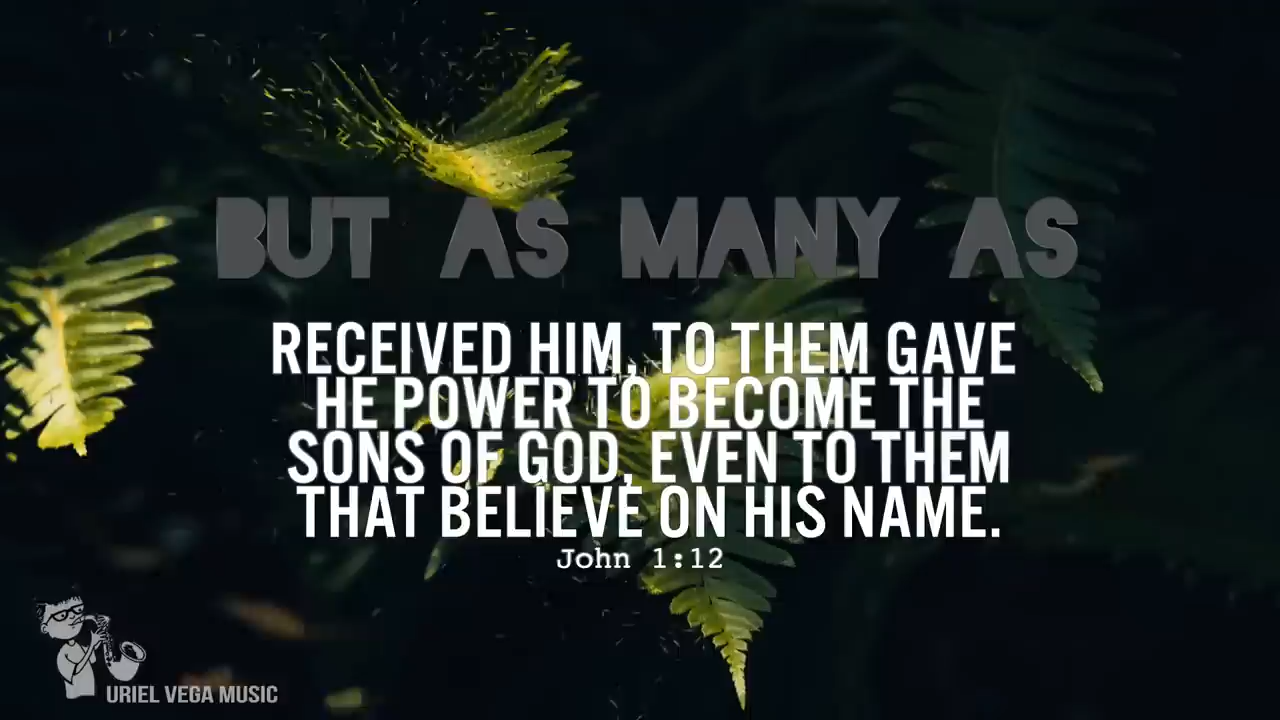 BUT AS MANY AS
RECEIVED HIM, TO THEM GAVE
HE POWER TO BECOME THE
SONS OF GOD, EVEN TO THEM
THAT BELIEVE ON HIS NAME.
John 1:12
URIEL VEGA MUSIC